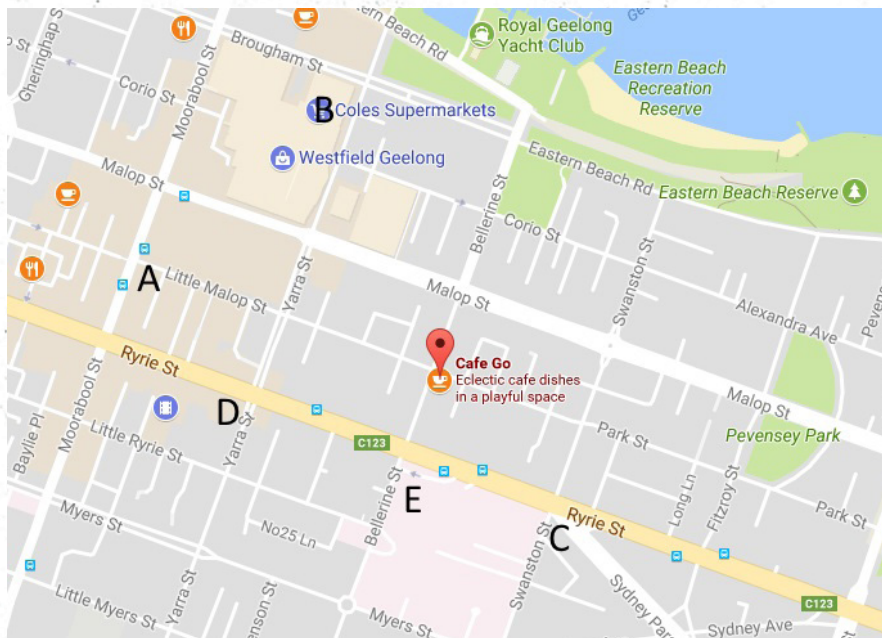 Gheringhap S
Moorabool St
Brougham St
Eastern Beach Rd
Royal Geelong
Yacht Club
Eastern Beach
Recreation
Reserve
Corio St
B
Coles Supermarkets
Westfield Geelong
Malop St
Eastern Beach Rd
Eastern Beach Reserve
Bellerine St
Corio St
Swanston St
A
Little Malop St
Yarra St
Malop St
Alexandra Ave
Pevens
Ryrie St
Cafe Go
Eclectic cafe dishes
in a playful space
Malop St
Pevensey Park
Moorabool St
D
Baylie Pl
Little Ryrie St
Yarra St
C123
Park St
Park St
Bellerine St
E
Long Ln
Fitzroy St
Myers St
No25 Ln
Ryrie St
C
Swanston St
Little Myers St
Yarra St
enson St
Myers St
Sydney Par
Sydney Ave
C123